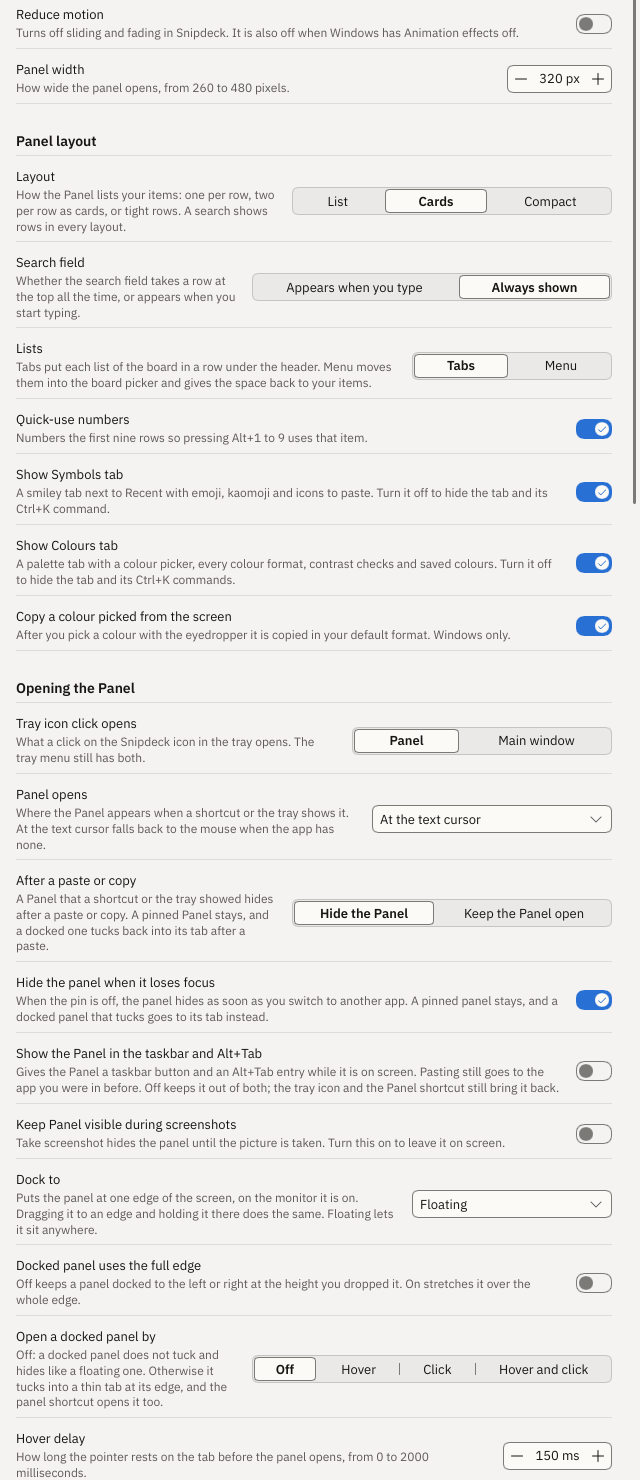 Reduce motion
Turns off sliding and fading in Snipdeck. It is also off when Windows has Animation effects off.
Panel width
How wide the panel opens, from 260 to 480 pixels.
320 px
Panel layout
Layout
How the Panel lists your items: one per row, two
per row as cards, or tight rows. A search shows
rows in every layout.
List Cards Compact
Search field
Whether the search field takes a row at
the top all the time, or appears when you
start typing.
Appears when you type Always shown
Lists
Tabs put each list of the board in a row under the header. Menu moves
them into the board picker and gives the space back to your items.
Tabs Menu
Quick-use numbers
Numbers the first nine rows so pressing Alt+1 to 9 uses that item.
Show Symbols tab
A smiley tab next to Recent with emoji, kaomoji and icons to paste. Turn it off to hide the tab and its
Ctrl+K command.
Show Colours tab
A palette tab with a colour picker, every colour format, contrast checks and saved colours. Turn it off
to hide the tab and its Ctrl+K commands.
Copy a colour picked from the screen
After you pick a colour with the eyedropper it is copied in your default format. Windows only.
Opening the Panel
Tray icon click opens
What a click on the Snipdeck icon in the tray opens. The
tray menu still has both.
Panel Main window
Panel opens
Where the Panel appears when a shortcut or the tray shows it.
At the text cursor falls back to the mouse when the app has
none.
At the text cursor
After a paste or copy
A Panel that a shortcut or the tray showed hides
after a paste or copy. A pinned Panel stays, and
a docked one tucks back into its tab after a
paste.
Hide the Panel Keep the Panel open
Hide the panel when it loses focus
When the pin is off, the panel hides as soon as you switch to another app. A pinned panel stays, and a
docked panel that tucks goes to its tab instead.
Show the Panel in the taskbar and Alt+Tab
Gives the Panel a taskbar button and an Alt+Tab entry while it is on screen. Pasting still goes to the
app you were in before. Off keeps it out of both; the tray icon and the Panel shortcut still bring it back.
Keep Panel visible during screenshots
Take screenshot hides the panel until the picture is taken. Turn this on to leave it on screen.
Dock to
Puts the panel at one edge of the screen, on the monitor it is on.
Dragging it to an edge and holding it there does the same. Floating lets
it sit anywhere.
Floating
Docked panel uses the full edge
Off keeps a panel docked to the left or right at the height you dropped it. On stretches it over the
whole edge.
Open a docked panel by
Off: a docked panel does not tuck and
hides like a floating one. Otherwise it
tucks into a thin tab at its edge, and the
panel shortcut opens it too.
Off Hover Click Hover and click
Hover delay
How long the pointer rests on the tab before the panel opens, from 0 to 2000
milliseconds.
150 ms